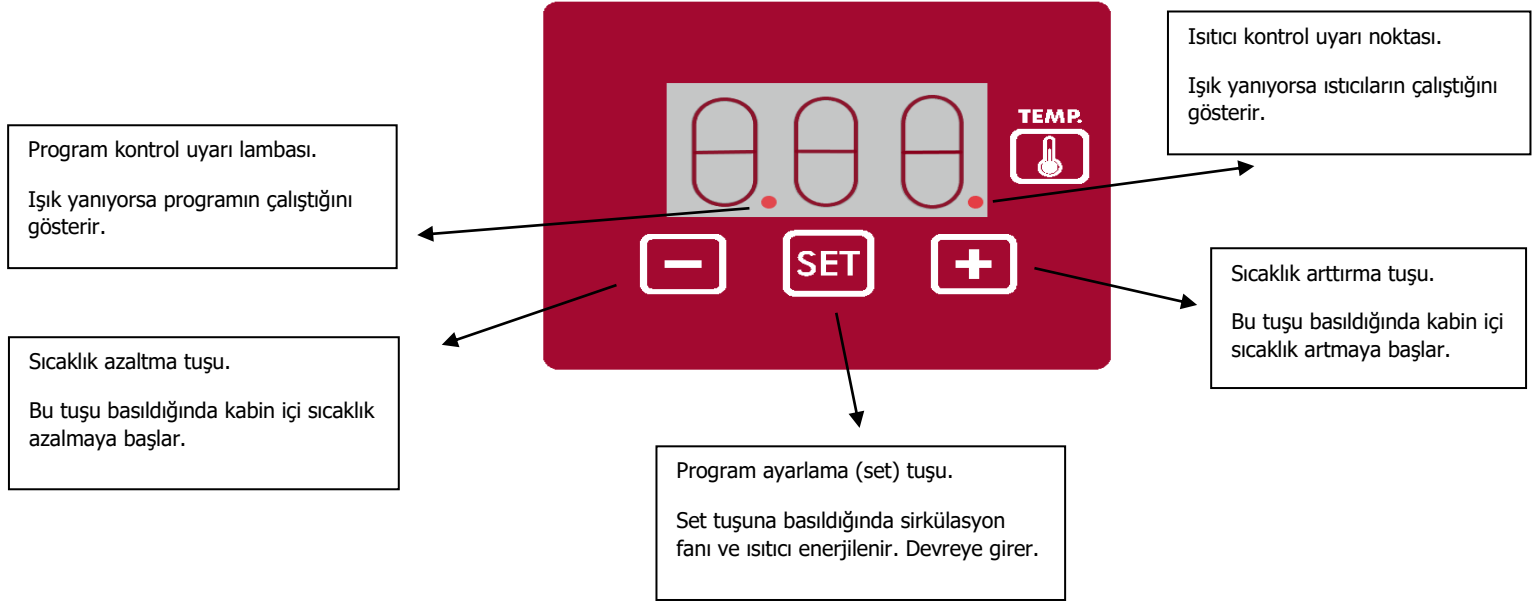 Isıtıcı kontrol uyarı noktası.
Işık yanıyorsa ıstıcıların çalıştığını
gösterir.
TEMP.
Program kontrol uyarı lambası.
Işık yanıyorsa programın çalıştığını
gösterir.
SET
Sıcaklık arttırma tuşu.
Bu tuşu basıldığında kabin içi
sıcaklık artmaya başlar.
Sıcaklık azaltma tuşu.
Bu tuşu basıldığında kabin içi sıcaklık
azalmaya başlar.
Program ayarlama (set) tuşu.
Set tuşuna basıldığında sirkülasyon
fanı ve ısıtıcı enerjilenir. Devreye girer.